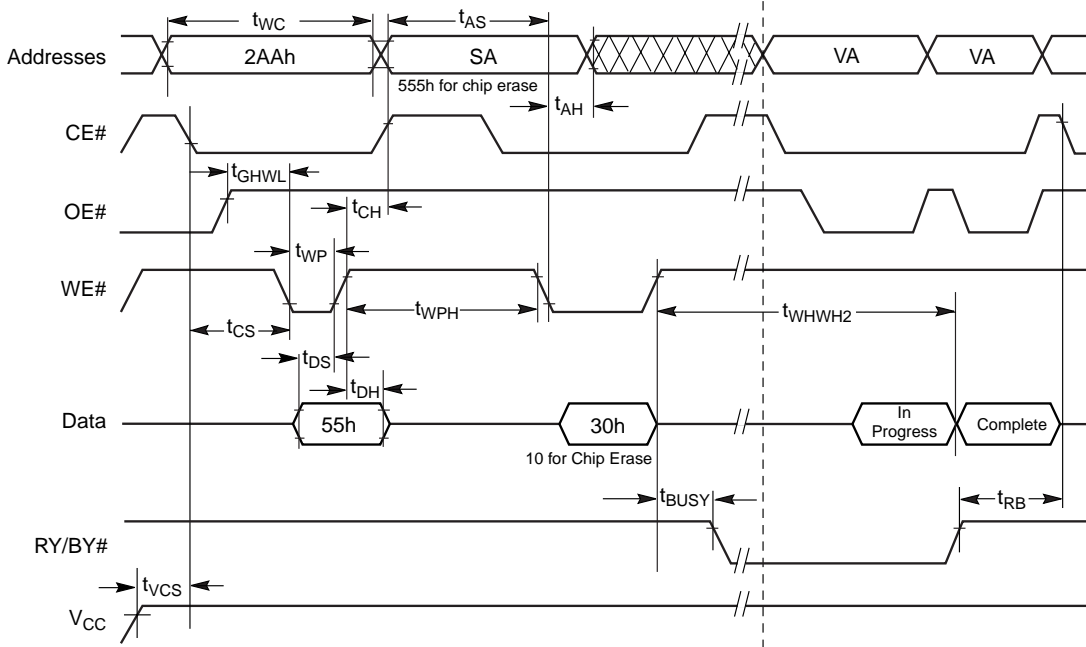 tWC
tAS
Addresses
2AAh
SA
VA
VA
555h for chip erase
tAH
CE#
tGHWL
OE#
tCH
tWP
WE#
tWPH
tWHWH2
tCS
tDS
tDH
Data
55h
30h
In
Progress
Complete
10 for Chip Erase
tBUSY
tRB
RY/BY#
tVCS
VCC